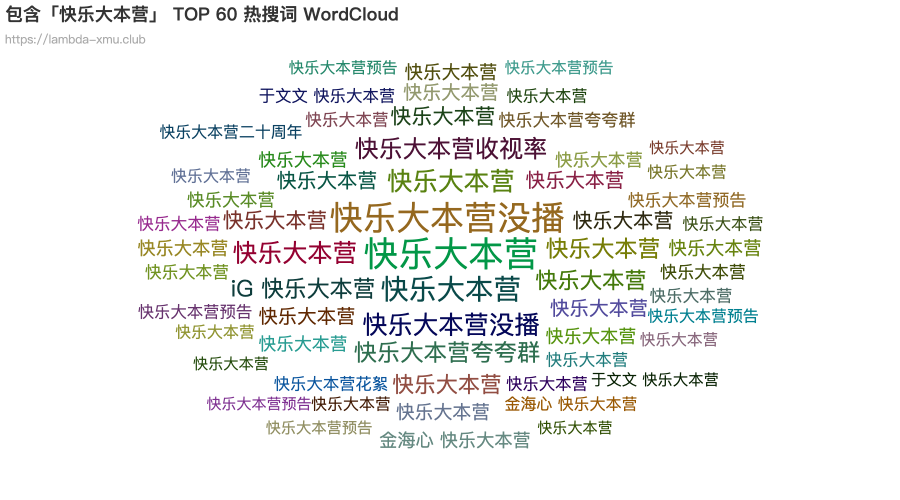 包含「快乐大本营」 TOP 60 热搜词 WordCloud
https://lambda-xmu.club
快乐大本营预告 快乐大本营 快乐大本营预告
于文文 快乐大本营 快乐大本营 快乐大本营
快乐大本营 快乐大本营 快乐大本营夸夸群
快乐大本营二十周年 快乐大本营收视率 快乐大本营
快乐大本营 快乐大本营
快乐大本营 快乐大本营 快乐大本营 快乐大本营 快乐大本营
快乐大本营 快乐大本营没播 快乐大本营预告
快乐大本营 快乐大本营 快乐大本营 快乐大本营
快乐大本营 快乐大本营 快乐大本营 快乐大本营 快乐大本营
快乐大本营 iG 快乐大本营 快乐大本营 快乐大本营 快乐大本营
快乐大本营预告 快乐大本营 快乐大本营 快乐大本营
快乐大本营 快乐大本营没播 快乐大本营预告
快乐大本营 快乐大本营夸夸群 快乐大本营 快乐大本营
快乐大本营 快乐大本营
快乐大本营花絮 快乐大本营 快乐大本营 于文文 快乐大本营
快乐大本营预告 快乐大本营 快乐大本营 金海心 快乐大本营
快乐大本营预告 金海心 快乐大本营 快乐大本营